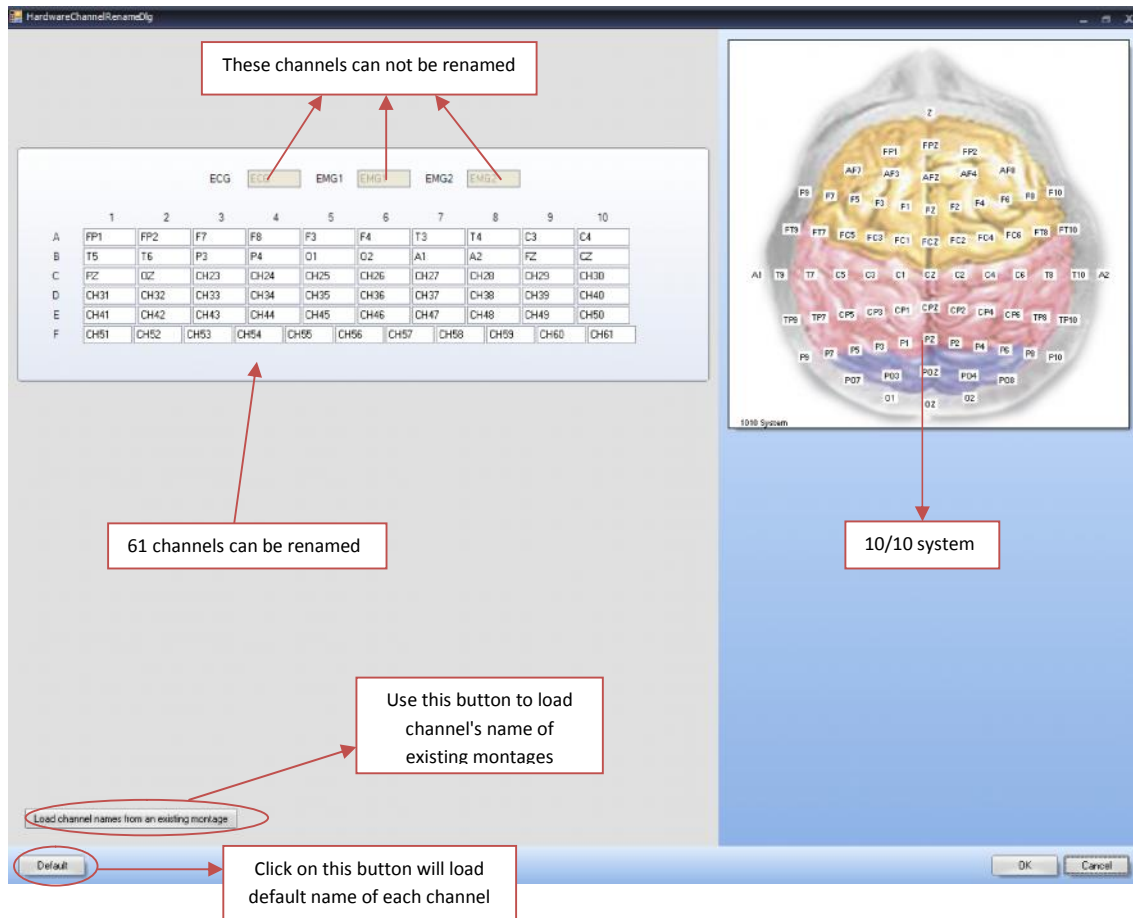 HardwareChannelRenameDlg
These channels can not be renamed
ECG ECG EMG1 EMG1 EMG2 EMG2
1 2 3 4 5 6 7 8 9 10
A FP1 FP2 F7 F8 F3 F4 T3 T4 C3 C4
B T5 T6 P3 P4 O1 O2 A1 A2 FZ CZ
C PZ OZ CH23 CH24 CH25 CH26 CH27 CH28 CH29 CH30
D CH31 CH32 CH33 CH34 CH35 CH36 CH37 CH38 CH39 CH40
E CH41 CH42 CH43 CH44 CH45 CH46 CH47 CH48 CH49 CH50
F CH51 CH52 CH53 CH54 CH55 CH56 CH57 CH58 CH59 CH60 CH61
61 channels can be renamed
Use this button to load
channel's name of
existing montages
Load channel names from an existing montage
Default
Click on this button will load
default name of each channel
Z
FP1 FPZ FP2
AF7 AF3 AFZ AF4 AF8
F9 F7 F5 F3 F1 FZ F2 F4 F6 F8 F10
FT9 FT7 FC5 FC3 FC1 FCZ FC2 FC4 FC6 FT8 FT10
A1 T9 T7 C5 C3 C1 CZ C2 C4 C6 T8 T10 A2
TP9 TP7 CP5 CP3 CP1 CPZ CP2 CP4 CP6 TP8 TP10
P9 P7 P5 P3 P1 PZ P2 P4 P6 P8 P10
PO7 PO3 POZ PO4 PO8
O1 OZ O2
1010 System
10/10 system
OK Cancel